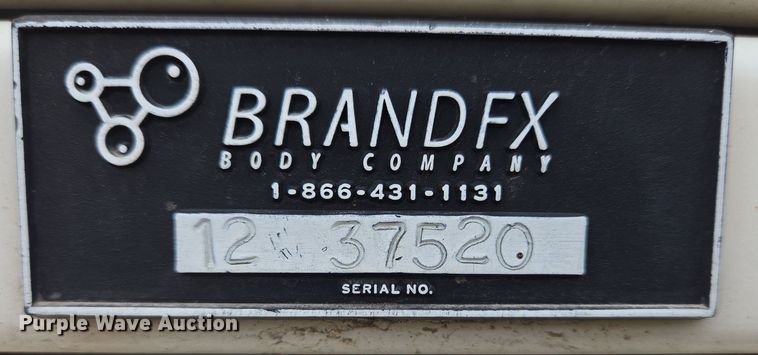 BRANDFX
BODY COMPANY
1-866-431-1131
12 37520
SERIAL NO.
Purple Wave Auction